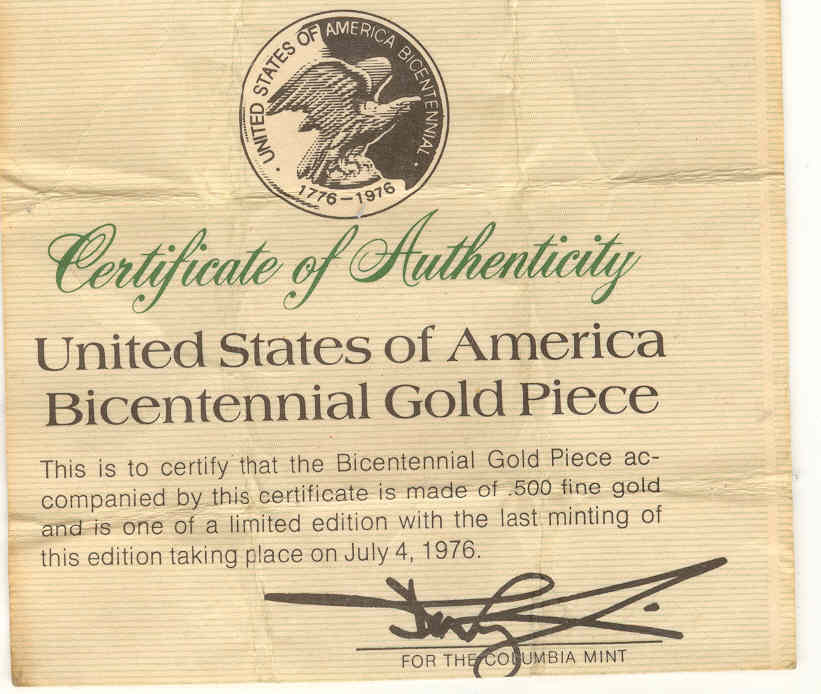 · UNITED STATES OF AMERICA BICENTENNIAL ·
1776–1976
Certificate of Authenticity
United States of America
Bicentennial Gold Piece
This is to certify that the Bicentennial Gold Piece ac-
companied by this certificate is made of .500 fine gold
and is one of a limited edition with the last minting of
this edition taking place on July 4, 1976.
FOR THE COLUMBIA MINT